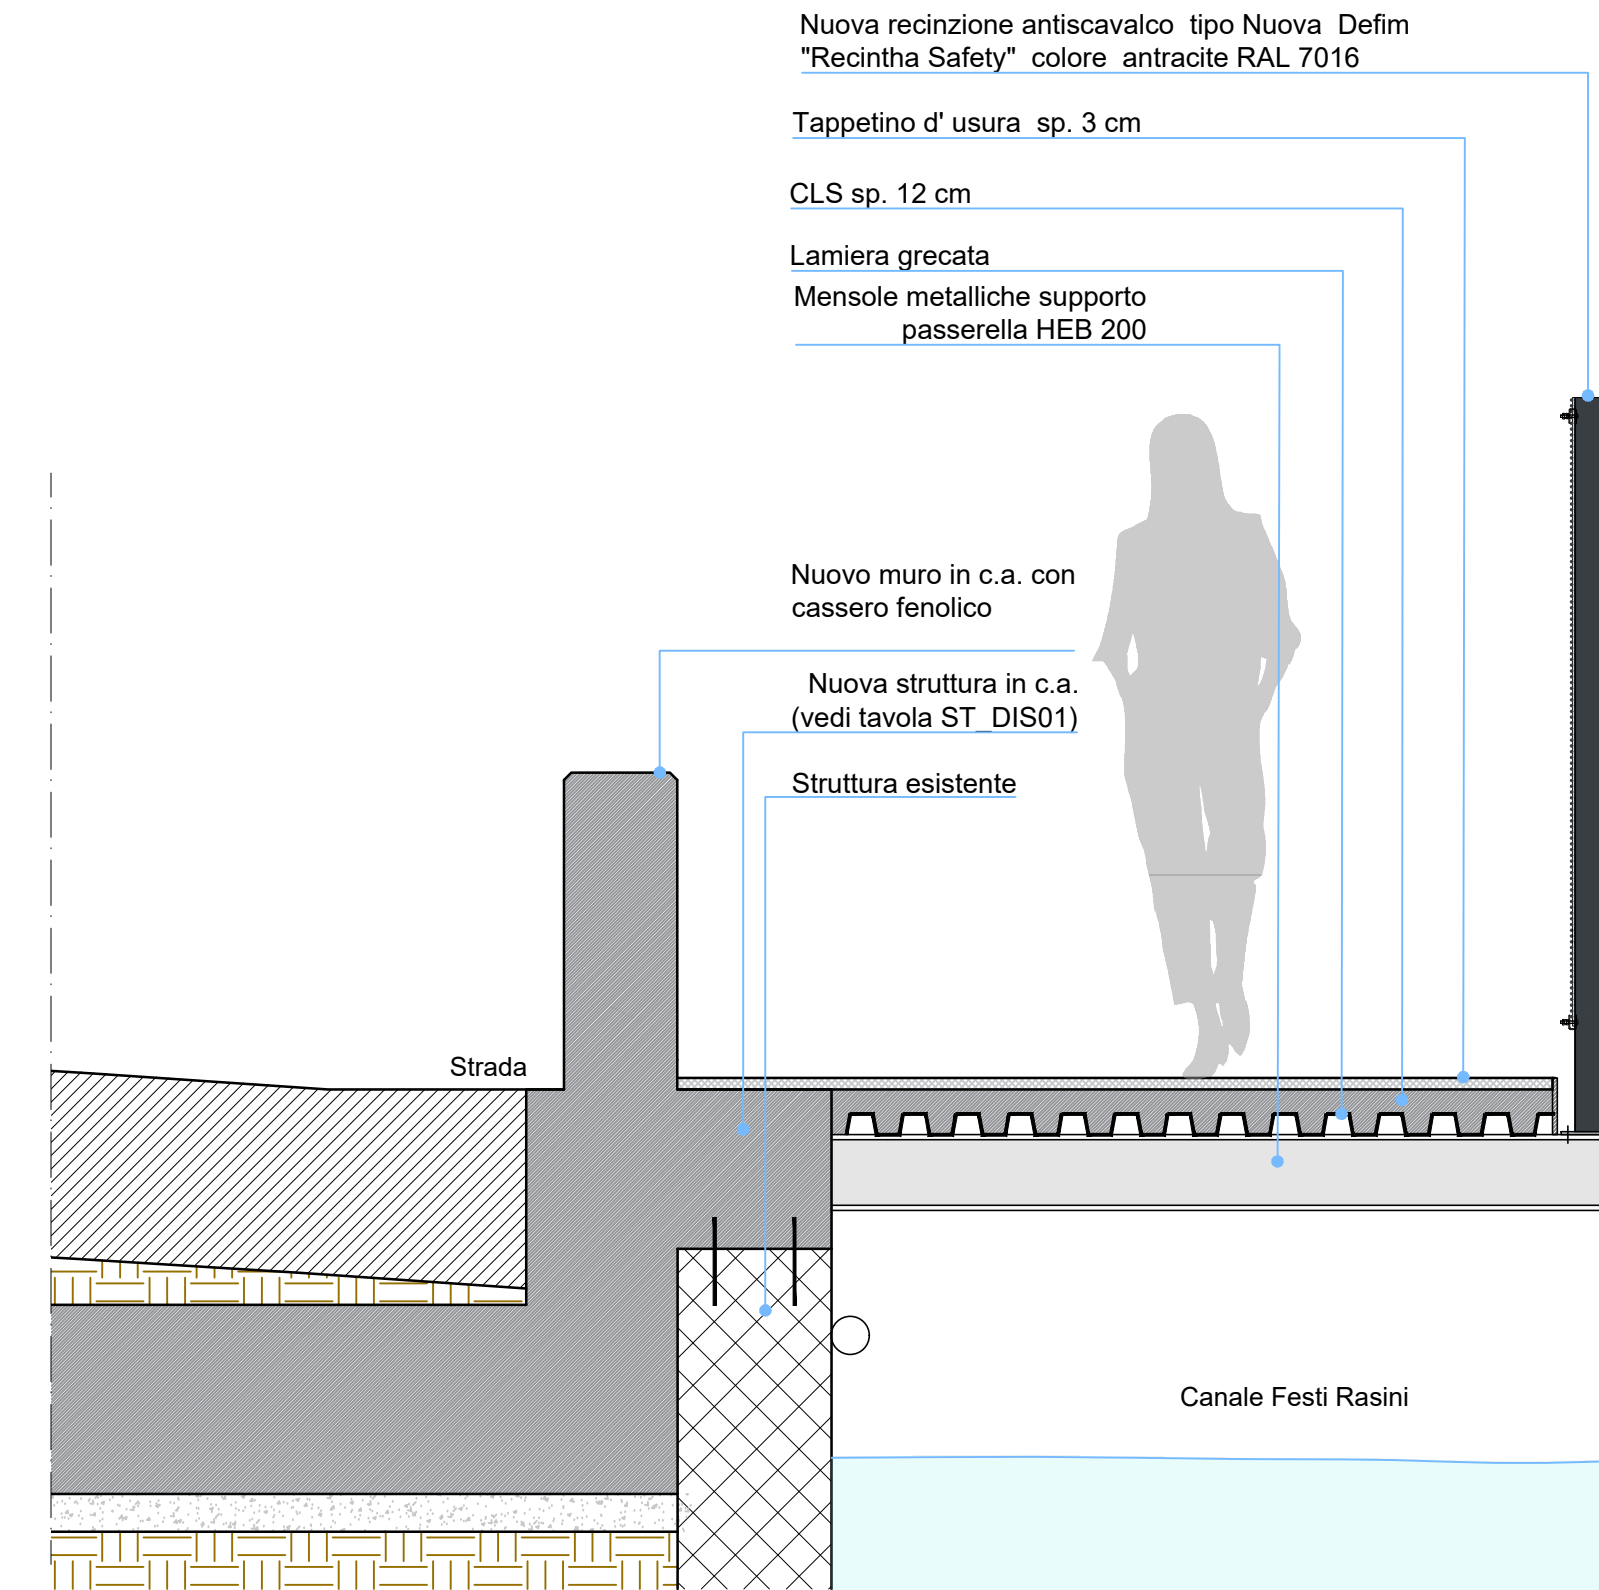 Nuova recinzione antiscavalco tipo Nuova Defim
"Recintha Safety" colore antracite RAL 7016
Tappetino d' usura sp. 3 cm
CLS sp. 12 cm
Lamiera grecata
Mensole metalliche supporto
passerella HEB 200
Nuovo muro in c.a. con
cassero fenolico
Nuova struttura in c.a.
(vedi tavola ST_DIS01)
Struttura esistente
Strada
Canale Festi Rasini